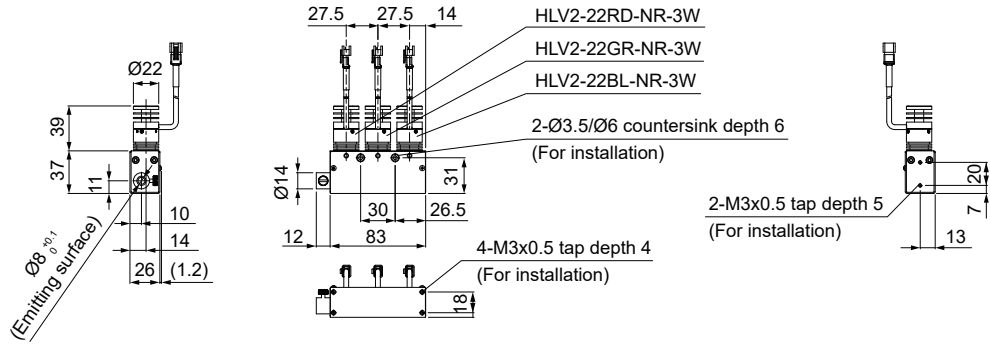 27.5
27.5
14
HLV2-22RD-NR-3W
HLV2-22GR-NR-3W
HLV2-22BL-NR-3W
2-Ø3.5/Ø6 countersink depth 6
(For installation)
Ø22
39
37
11
10
14
26
(1.2)
Ø8 +0.1 0
(Emitting surface)
Ø14
31
30
26.5
12
83
4-M3x0.5 tap depth 4
(For installation)
18
2-M3x0.5 tap depth 5
(For installation)
20
7
13